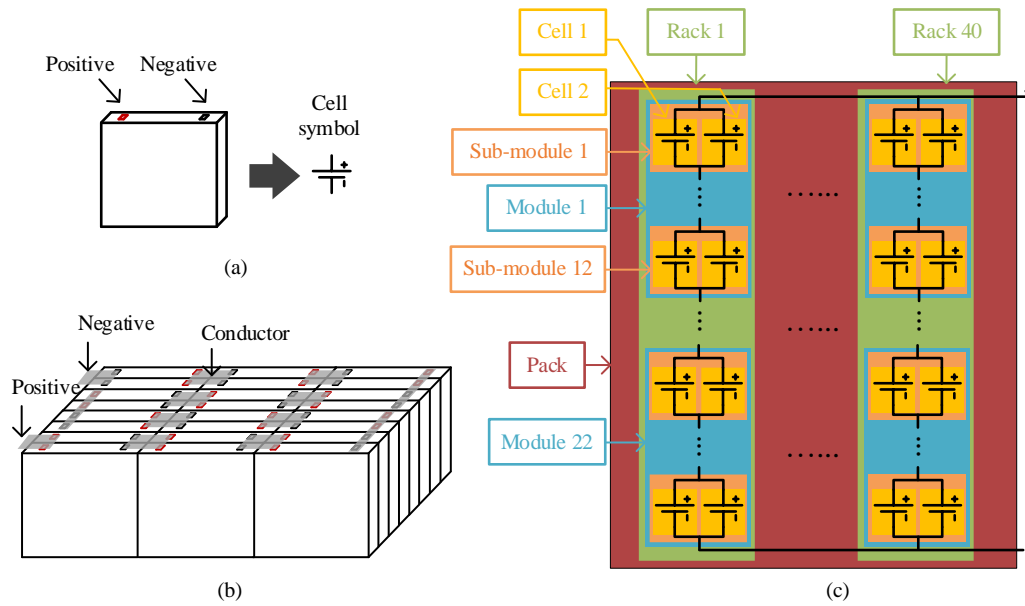 Positive
Negative
Cell
symbol
(a)
Negative
Conductor
Positive
(b)
Cell 1
Rack 1
Rack 40
Cell 2
Sub-module 1
Module 1
Sub-module 12
Pack
Module 22
(c)